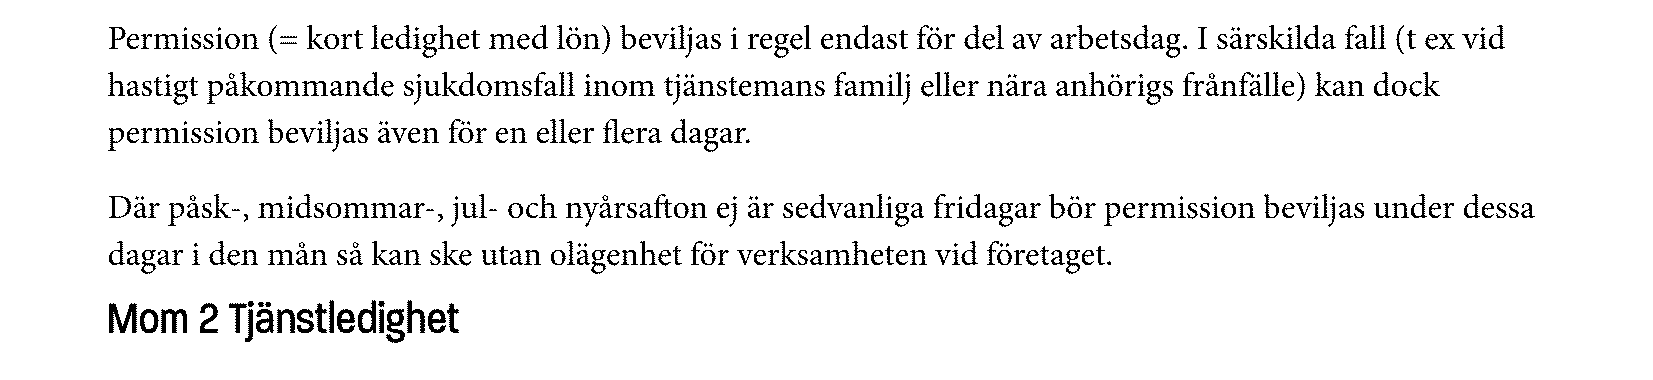 Permission (= kort ledighet med lön) beviljas i regel endast för del av arbetsdag. I särskilda fall (t ex vid
hastigt påkommande sjukdomsfall inom tjänstemans familj eller nära anhörigs frånfälle) kan dock
permission beviljas även för en eller flera dagar.
Där påsk-, midsommar-, jul- och nyårsafton ej är sedvanliga fridagar bör permission beviljas under dessa
dagar i den mån så kan ske utan olägenhet för verksamheten vid företaget.
Mom 2 Tjänstledighet